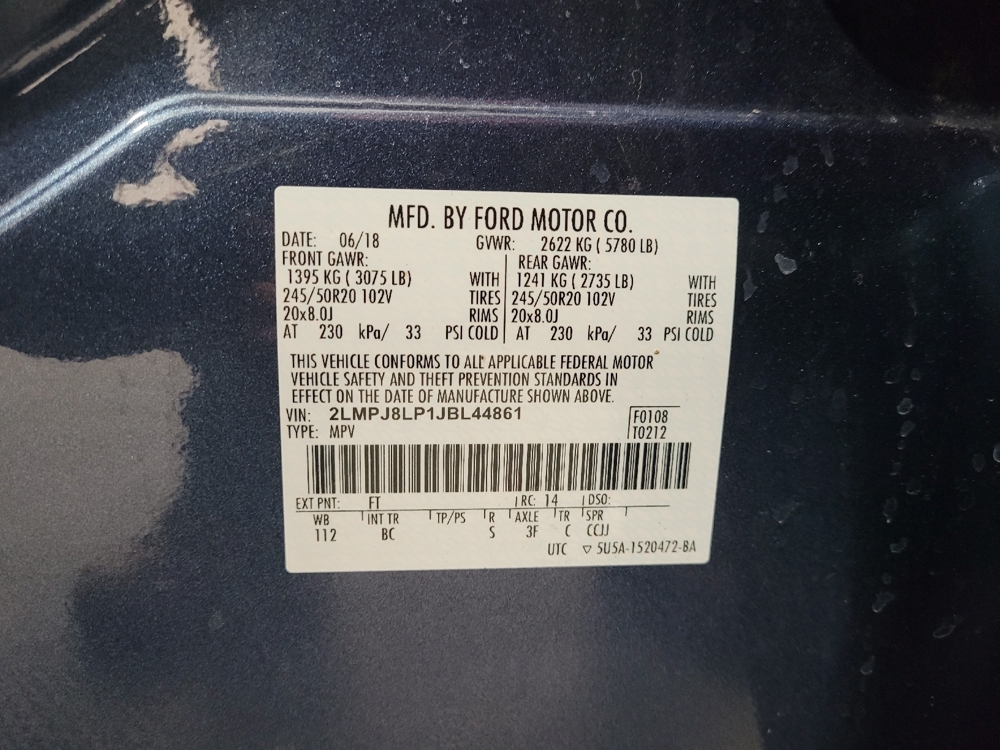 MFD. BY FORD MOTOR CO.
DATE: 06/18 GVWR: 2622 KG ( 5780 LB)
FRONT GAWR: REAR GAWR:
1395 KG ( 3075 LB) WITH 1241 KG ( 2735 LB) WITH
245/50R20 102V TIRES 245/50R20 102V TIRES
20x8.0J RIMS 20x8.0J RIMS
AT 230 kPa/ 33 PSI COLD AT 230 kPa/ 33 PSI COLD
THIS VEHICLE CONFORMS TO ALL APPLICABLE FEDERAL MOTOR
VEHICLE SAFETY AND THEFT PREVENTION STANDARDS IN
EFFECT ON THE DATE OF MANUFACTURE SHOWN ABOVE.
VIN: 2LMPJ8LP1JBL44861 F0108
TYPE: MPV T0212
EXT PNT: FT RC: 14 DSO:
WB INT TR TP/PS R AXLE TR SPR
112 BC S 3F C CCJJ
UTC ▽ 5U5A-1520472-BA